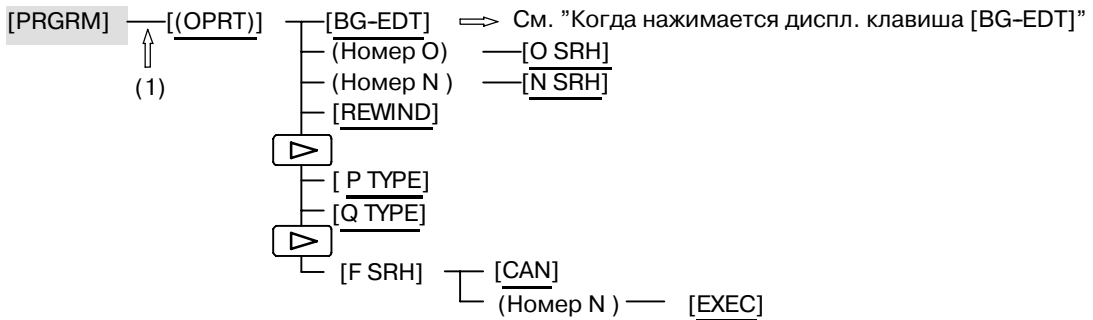 [PRGRM] [(OPRT)] [BG-EDT] См. "Когда нажимается диспл. клавиша [BG-EDT]"
(Номер O) [O SRH]
(1) (Номер N ) [N SRH]
[REWIND]
[ P TYPE]
[Q TYPE]
[F SRH] [CAN]
(Номер N ) [EXEC]